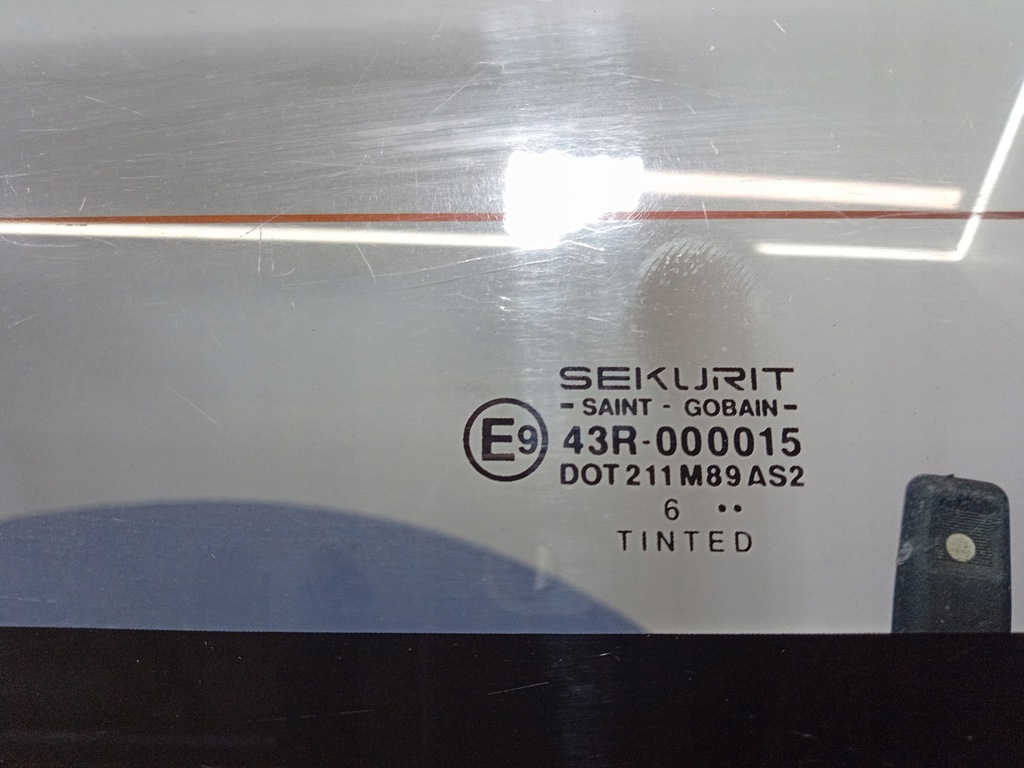 SEKURIT
- SAINT - GOBAIN -
E9 43R-000015
DOT 211 M89 AS2
6 ••
TINTED